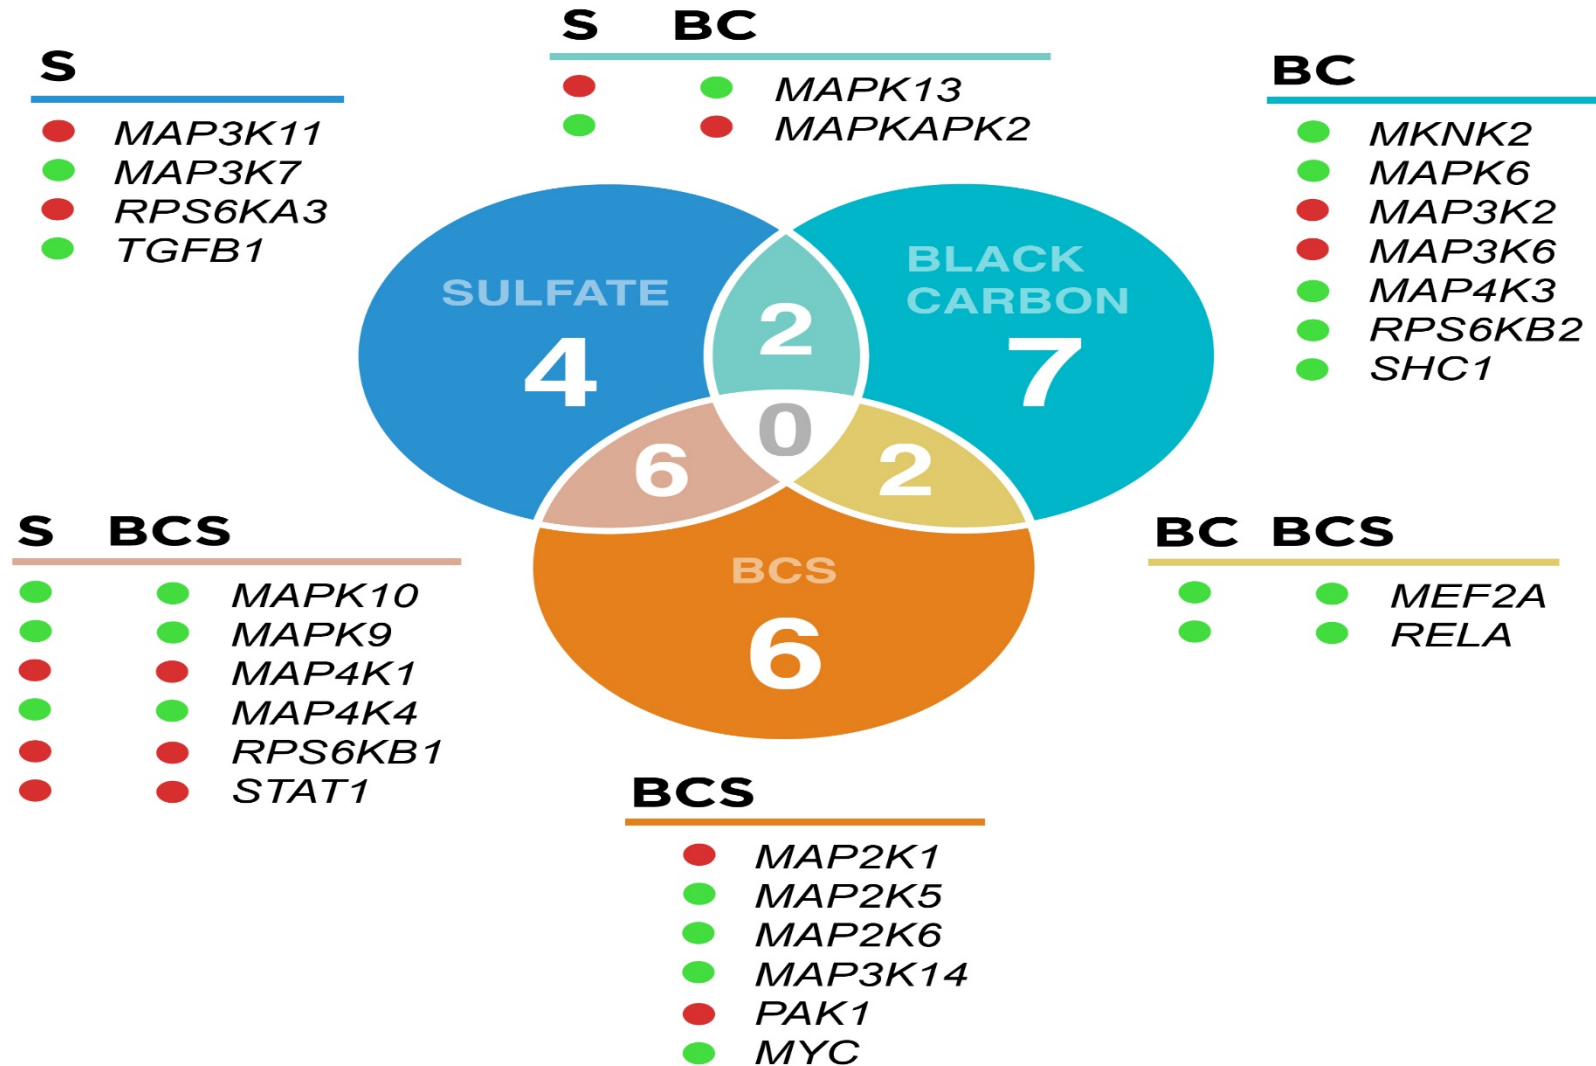 S BC
MAPK13
MAPKAPK2
S
MAP3K11
MAP3K7
RPS6KA3
TGFB1
BC
MKNK2
MAPK6
MAP3K2
MAP3K6
MAP4K3
RPS6KB2
SHC1
SULFATE
4
2
BLACK
CARBON
7
0
6
2
BCS
6
S BCS
MAPK10
MAPK9
MAP4K1
MAP4K4
RPS6KB1
STAT1
BC BCS
MEF2A
RELA
BCS
MAP2K1
MAP2K5
MAP2K6
MAP3K14
PAK1
MYC